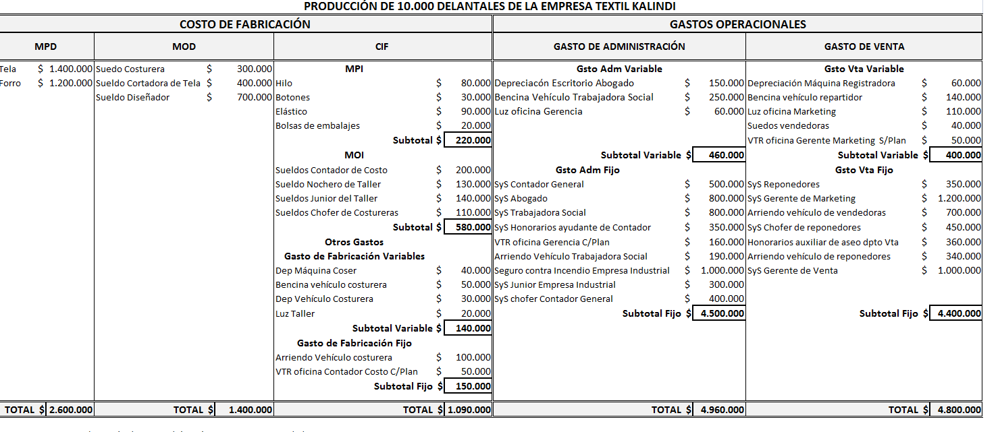 PRODUCCIÓN DE 10.000 DELANTALES DE LA EMPRESA TEXTIL KALINDI
COSTO DE FABRICACIÓN GASTOS OPERACIONALES
MPD MOD CIF GASTO DE ADMINISTRACIÓN GASTO DE VENTA
Tela $ 1.400.000 Suedo Costurera $ 300.000 MPI Gsto Adm Variable Gsto Vta Variable
Forro $ 1.200.000 Sueldo Cortadora de Tela $ 400.000 Hilo $ 80.000 Depreciacón Escritorio Abogado $ 150.000 Depreciación Máquina Registradora $ 60.000
Sueldo Diseñador $ 700.000 Botones $ 30.000 Bencina Vehículo Trabajadora Social $ 250.000 Bencina vehículo repartidor $ 140.000
Elástico $ 90.000 Luz oficina Gerencia $ 60.000 Luz oficina Marketing $ 110.000
Bolsas de embalajes $ 20.000 Suedos vendedoras $ 40.000
Subtotal $ 220.000 VTR oficina Gerente Marketing S/Plan $ 50.000
MOI Subtotal Variable $ 460.000 Subtotal Variable $ 400.000
Sueldos Contador de Costo $ 200.000 Gsto Adm Fijo Gsto Vta Fijo
Sueldo Nochero de Taller $ 130.000 SyS Contador General $ 500.000 SyS Reponedores $ 350.000
Sueldos Junior del Taller $ 140.000 SyS Abogado $ 800.000 SyS Gerente de Marketing $ 1.200.000
Sueldos Chofer de Costureras $ 110.000 SyS Trabajadora Social $ 800.000 Arriendo vehículo de vendedoras $ 700.000
Subtotal $ 580.000 SyS Honorarios ayudante de Contador $ 350.000 SyS Chofer de reponedores $ 450.000
Otros Gastos VTR oficina Gerencia C/Plan $ 160.000 Honorarios auxiliar de aseo dpto Vta $ 360.000
Gasto de Fabricación Variables Arriendo Vehículo Trabajadora Social $ 190.000 Arriendo vehículo de reponedores $ 340.000
Dep Máquina Coser $ 40.000 Seguro contra Incendio Empresa Industrial $ 1.000.000 SyS Gerente de Venta $ 1.000.000
Bencina vehículo costurera $ 50.000 SyS Junior Empresa Industrial $ 300.000
Dep Vehículo Costurera $ 30.000 SyS chofer Contador General $ 400.000
Luz Taller $ 20.000 Subtotal Fijo $ 4.500.000 Subtotal Fijo $ 4.400.000
Subtotal Variable $ 140.000
Gasto de Fabricación Fijo
Arriendo Vehículo costurera $ 100.000
VTR oficina Contador Costo C/Plan $ 50.000
Subtotal Fijo $ 150.000
TOTAL $ 2.600.000 TOTAL $ 1.400.000 TOTAL $ 1.090.000 TOTAL $ 4.960.000 TOTAL $ 4.800.000